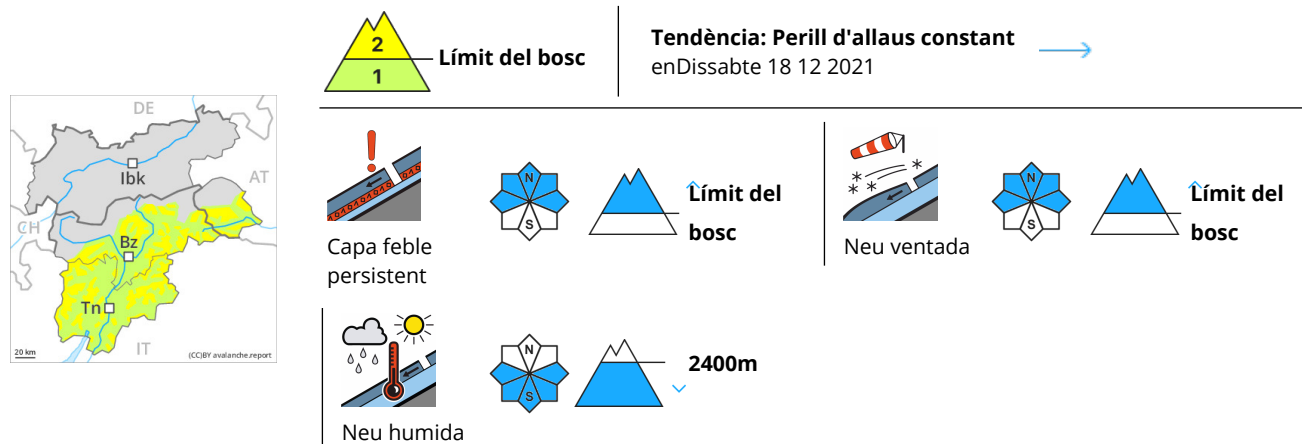 2
1
Límit del bosc
Tendència: Perill d'allaus constant
enDissabte 18 12 2021
DE
Ibk
AT
CH
Bz
Tn
IT
20 km
(CC)BY avalanche.report
N
S
Límit del
bosc
Capa feble
persistent
N
S
Límit del
bosc
Neu ventada
N
S
2400m
Neu humida